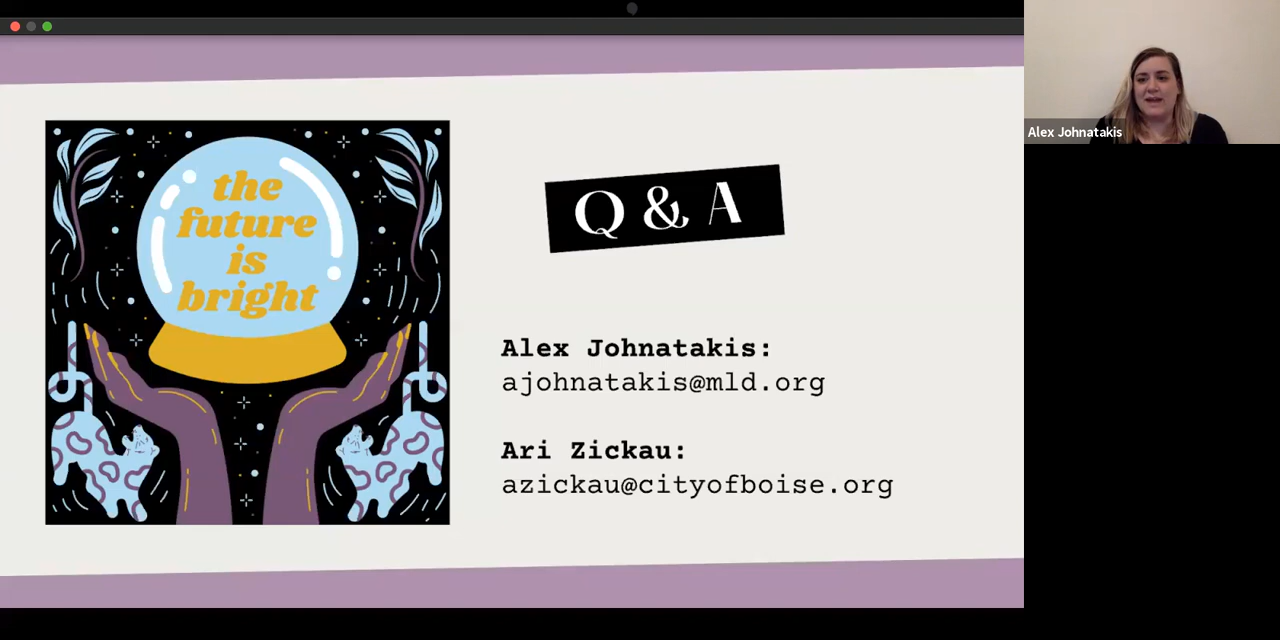 the
future
is
bright
Q & A
Alex Johnatakis:
ajohnatakis@mld.org
Ari Zickau:
azickau@cityofboise.org
Alex Johnatakis